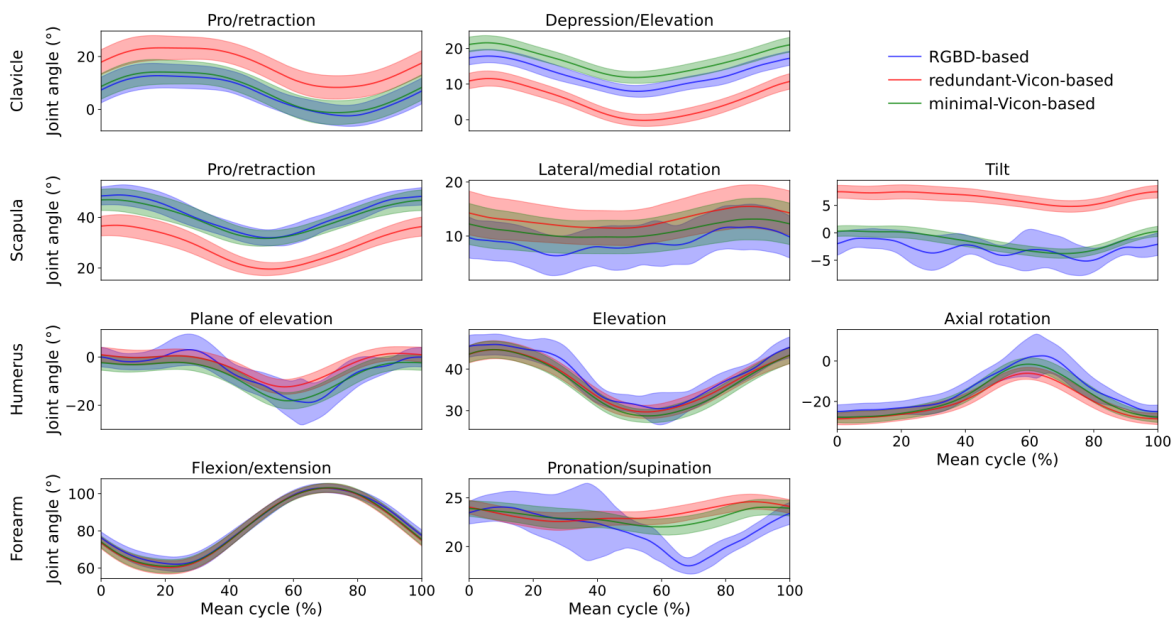 Pro/retraction
Depression/Elevation
Clavicle
Joint angle (°)
20
0
20
15
10
5
0
RGBD-based
redundant-Vicon-based
minimal-Vicon-based
Pro/retraction
Lateral/medial rotation
Tilt
Scapula
Joint angle (°)
40
20
20
10
5
0
−5
Plane of elevation
Elevation
Axial rotation
Humerus
Joint angle (°)
0
−20
40
30
0
−20
0 20 40 60 80 100
Mean cycle (%)
Flexion/extension
Pronation/supination
Forearm
Joint angle (°)
100
80
60
25
20
0 20 40 60 80 100
0 20 40 60 80 100
Mean cycle (%)
Mean cycle (%)